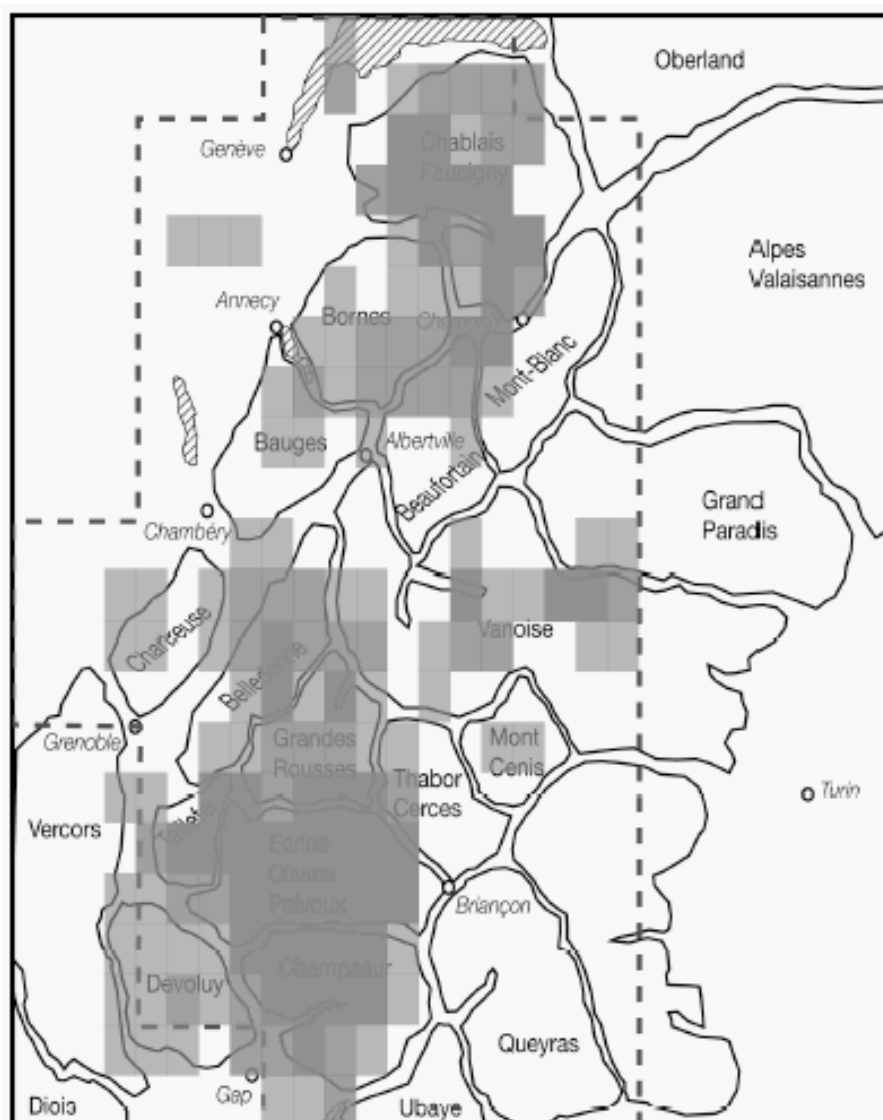 Oberland
Genève
Chablais
Faucigny
Alpes
Valaisannes
Annecy
Bornes
Mont-Blanc
Bauges
Albertville
Beaufortain
Grand
Paradis
Chambéry
Chartreuse
Vanoise
Belledonne
Grenoble
Grandes
Rousses
Mont
Cenis
Thabor
Cerces
Turin
Vercors
Taillefer
Ecrins
Oisans
Pelvoux
Briançon
Champsaur
Devoluy
Queyras
Gap
Diois
Ubaye